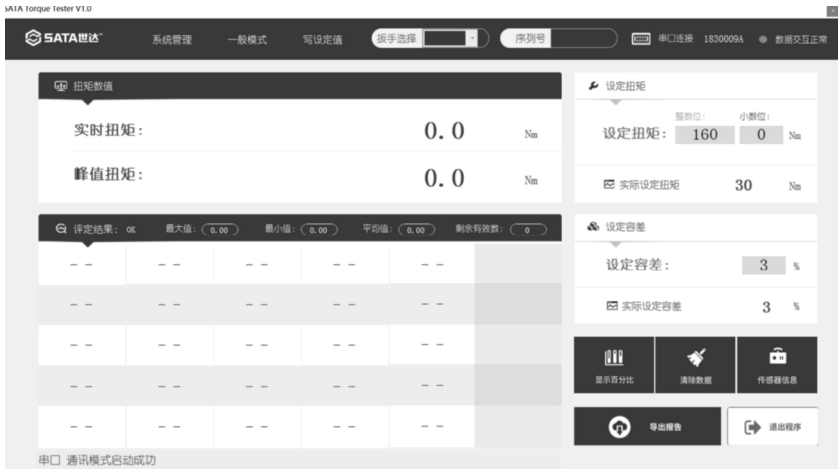 SATA Torque Tester V1.0
SATA世达 系统管理 一般模式 写设定值 扳手选择 序列号 串口连接 1830009A 数据交互正常
扭矩数值
实时扭矩： 0.0 Nm
峰值扭矩： 0.0 Nm
设定扭矩
整数位： 小数位：
设定扭矩： 160 0 Nm
实际设定扭矩 30 Nm
评定结果： OK 最大值： 0.00 最小值： 0.00 平均值： 0.00 剩余有效数： 0
-- -- -- -- --
-- -- -- -- --
-- -- -- -- --
-- -- -- -- --
-- -- -- -- --
设定容差
设定容差： 3 %
实际设定容差 3 %
显示百分比 清除数据 传感器信息
导出报告 退出程序
串口 通讯模式启动成功